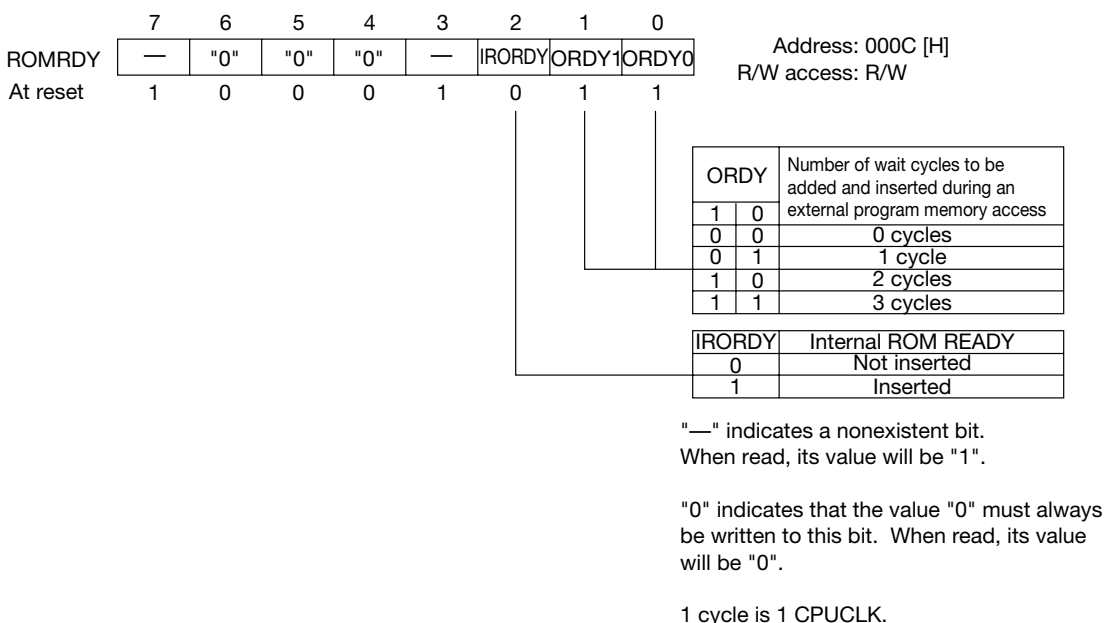 7 6 5 4 3 2 1 0
ROMRDY — "0" "0" "0" — IRORDY ORDY1 ORDY0
Address: 000C [H]
R/W access: R/W
At reset 1 0 0 0 1 0 1 1
ORDY Number of wait cycles to be
added and inserted during an
1 0 external program memory access
0 0 0 cycles
0 1 1 cycle
1 0 2 cycles
1 1 3 cycles
IRORDY Internal ROM READY
0 Not inserted
1 Inserted
"—" indicates a nonexistent bit.
When read, its value will be "1".
"0" indicates that the value "0" must always
be written to this bit. When read, its value
will be "0".
1 cycle is 1 CPUCLK.